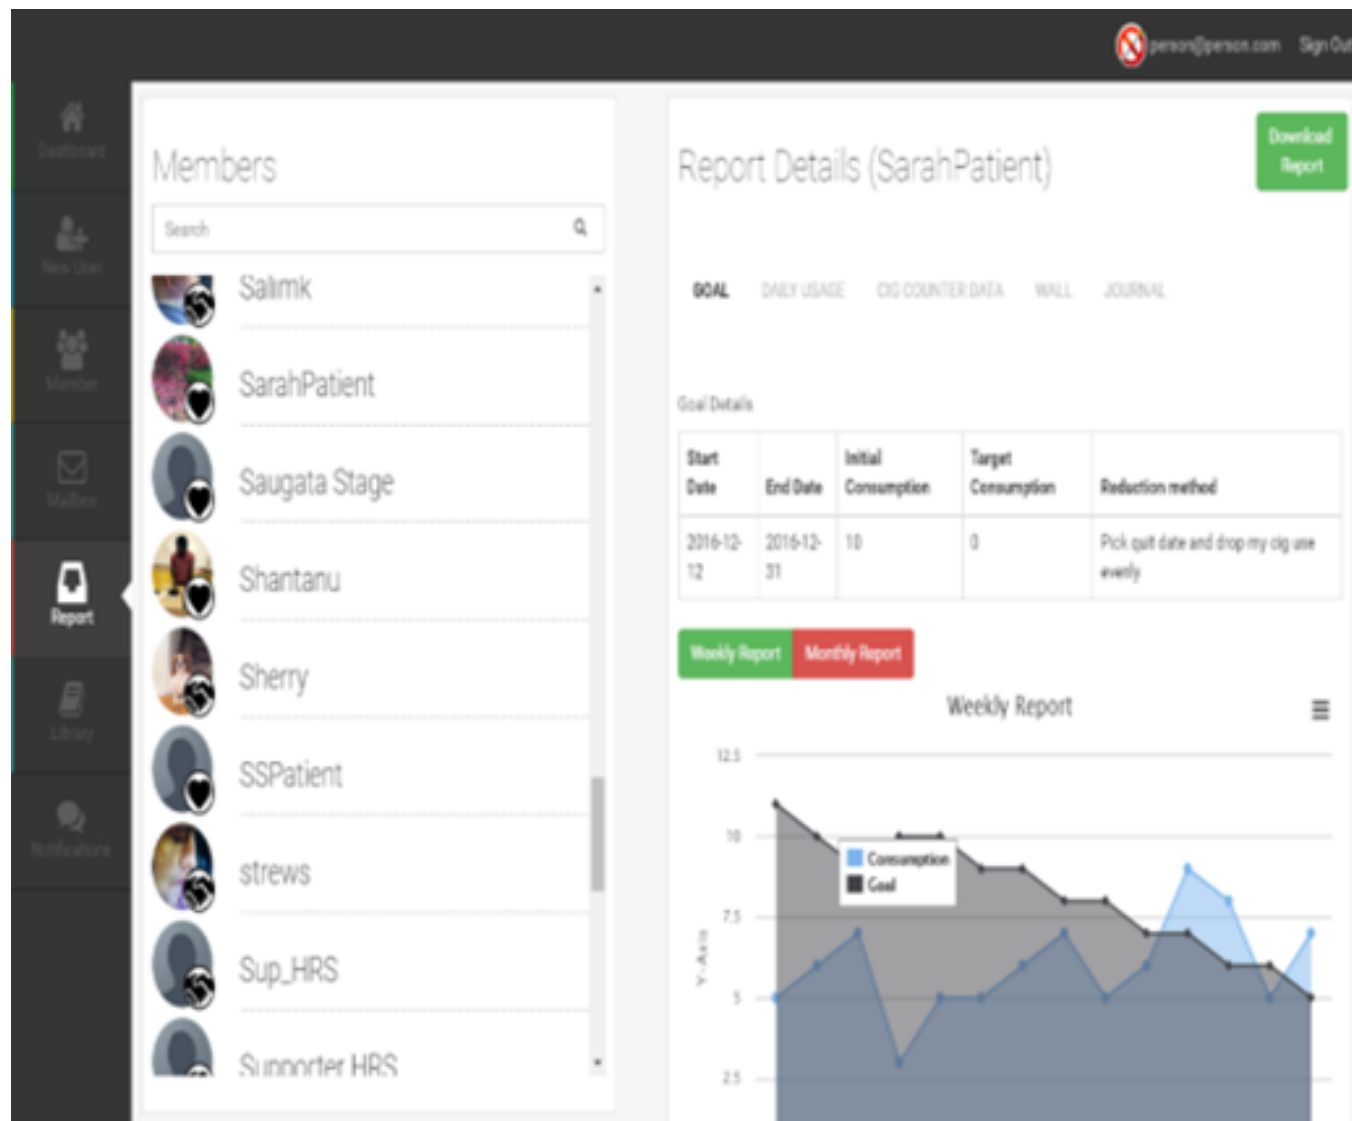 person@person.com Sign Out
Dashboard
New User
Member
Mailbox
Report
Library
Notifications
Members
Search
Salimk
SarahPatient
Saugata Stage
Shantanu
Sherry
SSPatient
strews
Sup_HRS
Supporter HRS
Report Details (SarahPatient)
Download
Report
GOAL DAILY USAGE CIG COUNTER DATA WALL JOURNAL
Goal Details
Start
Date
End Date
Initial
Consumption
Target
Consumption
Reduction method
2016-12-
12
2016-12-
31
10
0
Pick quit date and drop my cig use
evenly
Weekly Report Monthly Report
Weekly Report
12.5
10
7.5
5
2.5
Y-Axis
Consumption
Goal